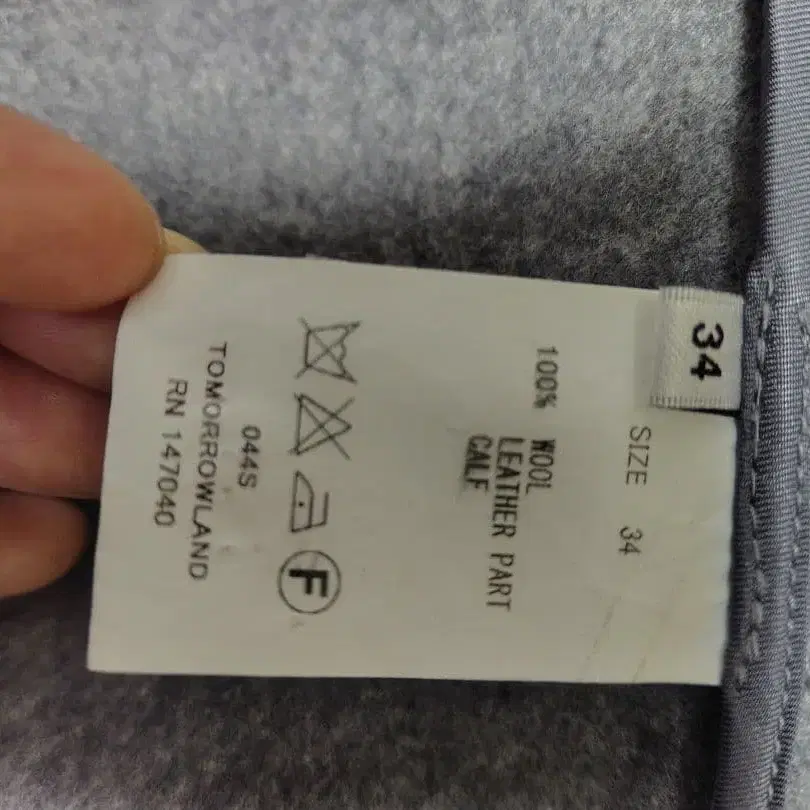 34
SIZE 34
100% WOOL
LEATHER PART
CALF
F
044S
TOMORROWLAND
RN 147040